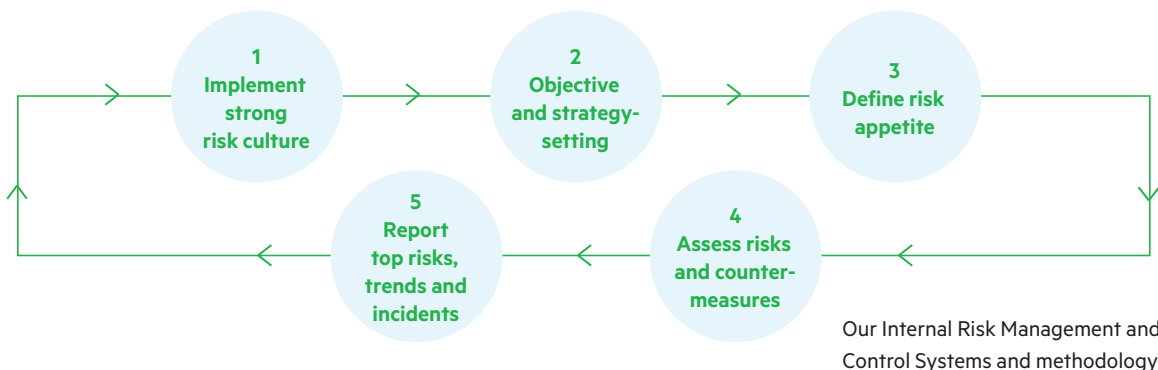 1
Implement
strong
risk culture
2
Objective
and strategy-
setting
3
Define risk
appetite
4
Assess risks
and counter-
measures
5
Report
top risks,
trends and
incidents
Our Internal Risk Management and
Control Systems and methodology